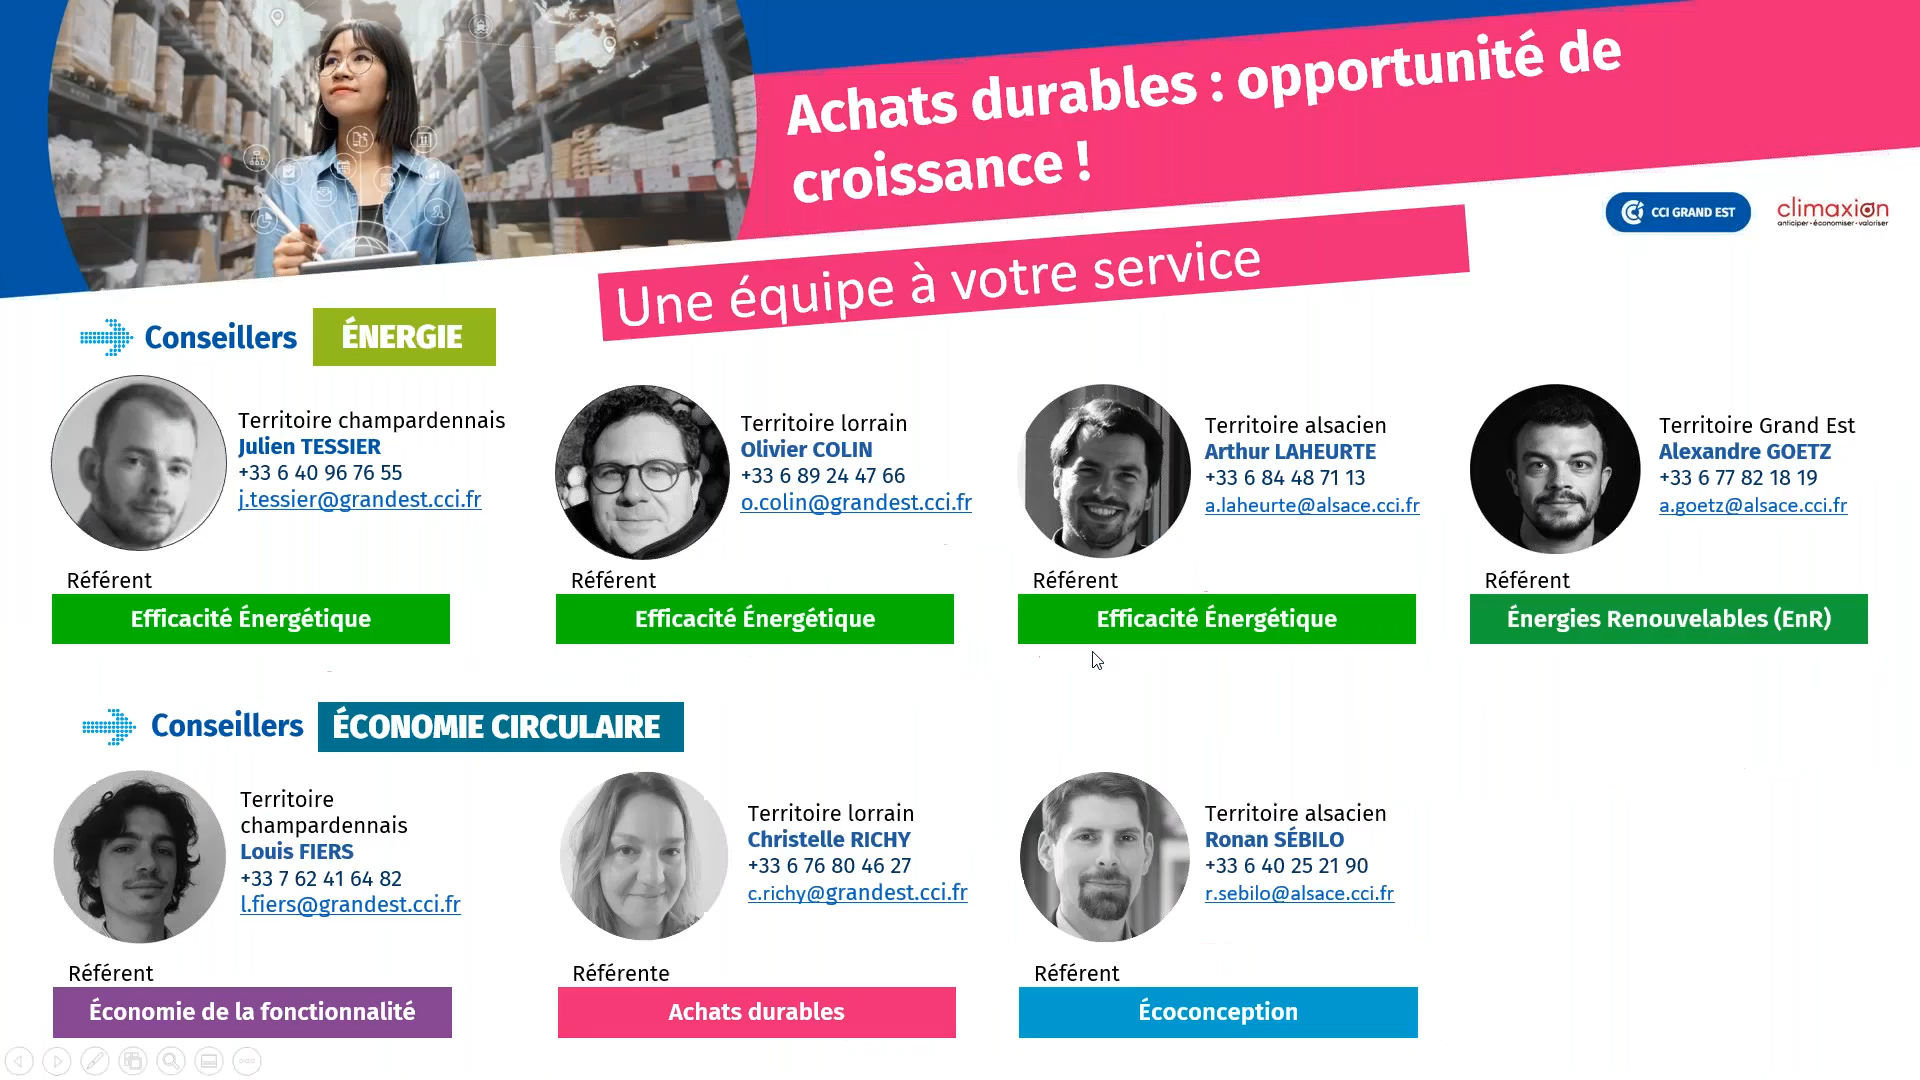 Achats durables : opportunité de
croissance !
CCI GRAND EST
climaxion
anticiper • économiser • valoriser
Une équipe à votre service
Conseillers ÉNERGIE
Territoire champardennais
Julien TESSIER
+33 6 40 96 76 55
j.tessier@grandest.cci.fr
Référent
Efficacité Énergétique
Territoire lorrain
Olivier COLIN
+33 6 89 24 47 66
o.colin@grandest.cci.fr
Référent
Efficacité Énergétique
Territoire alsacien
Arthur LAHEURTE
+33 6 84 48 71 13
a.laheurte@alsace.cci.fr
Référent
Efficacité Énergétique
Territoire Grand Est
Alexandre GOETZ
+33 6 77 82 18 19
a.goetz@alsace.cci.fr
Référent
Énergies Renouvelables (EnR)
Conseillers ÉCONOMIE CIRCULAIRE
Territoire
champardennais
Louis FIERS
+33 7 62 41 64 82
l.fiers@grandest.cci.fr
Référent
Économie de la fonctionnalité
Territoire lorrain
Christelle RICHY
+33 6 76 80 46 27
c.richy@grandest.cci.fr
Référente
Achats durables
Territoire alsacien
Ronan SÉBILO
+33 6 40 25 21 90
r.sebilo@alsace.cci.fr
Référent
Écoconception